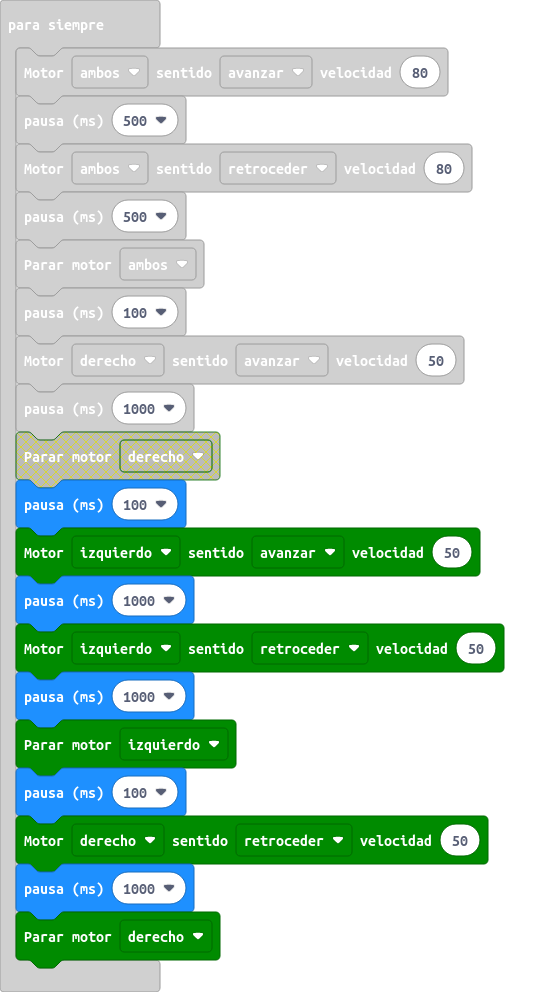 para siempre
Motor ambos sentido avanzar velocidad 80
pausa (ms) 500
Motor ambos sentido retroceder velocidad 80
pausa (ms) 500
Parar motor ambos
pausa (ms) 100
Motor derecho sentido avanzar velocidad 50
pausa (ms) 1000
Parar motor derecho
pausa (ms) 100
Motor izquierdo sentido avanzar velocidad 50
pausa (ms) 1000
Motor izquierdo sentido retroceder velocidad 50
pausa (ms) 1000
Parar motor izquierdo
pausa (ms) 100
Motor derecho sentido retroceder velocidad 50
pausa (ms) 1000
Parar motor derecho